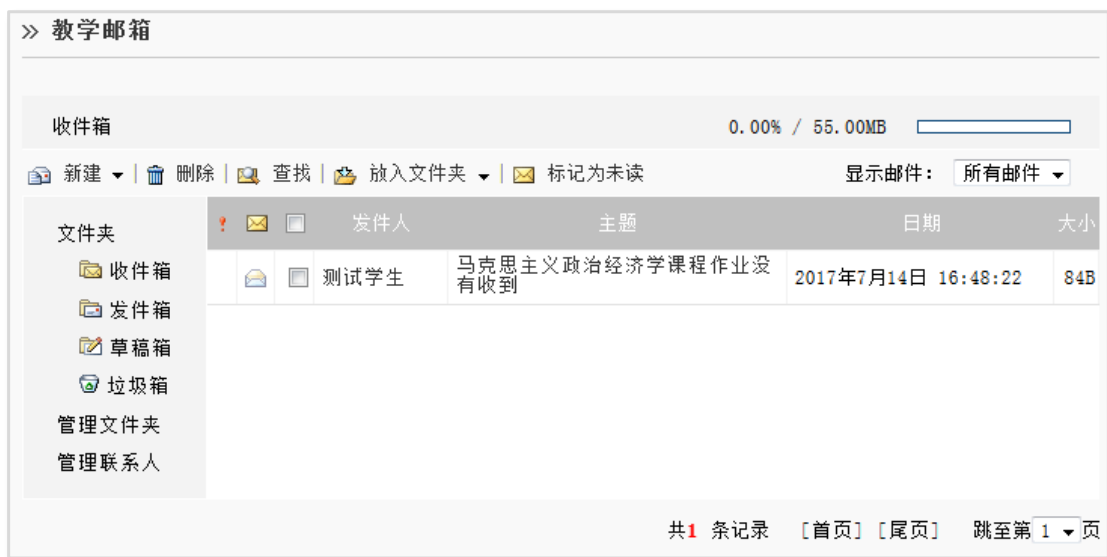 » 教学邮箱
收件箱 0.00% / 55.00MB
新建 | 删除 | 查找 | 放入文件夹 | 标记为未读 显示邮件： 所有邮件
文件夹
收件箱
发件箱
草稿箱
垃圾箱
管理文件夹
管理联系人
发件人 主题 日期 大小
测试学生 马克思主义政治经济学课程作业没
有收到 2017年7月14日 16:48:22 84B
共1 条记录 [首页] [尾页] 跳至第 1 页